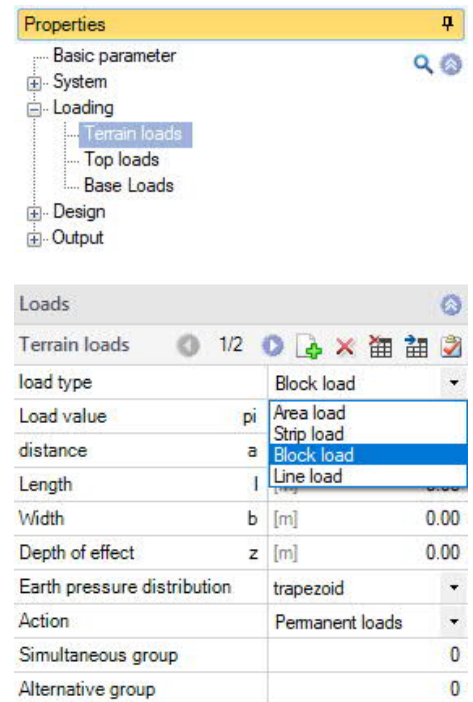 Properties
Basic parameter
System
Loading
Terrain loads
Top loads
Base Loads
Design
Output
Loads
Terrain loads 1/2
load type Block load
Load value pi Area load
Strip load
distance a Block load
Length l Line load
Width b [m] 0.00
Depth of effect z [m] 0.00
Earth pressure distribution trapezoid
Action Permanent loads
Simultaneous group 0
Alternative group 0